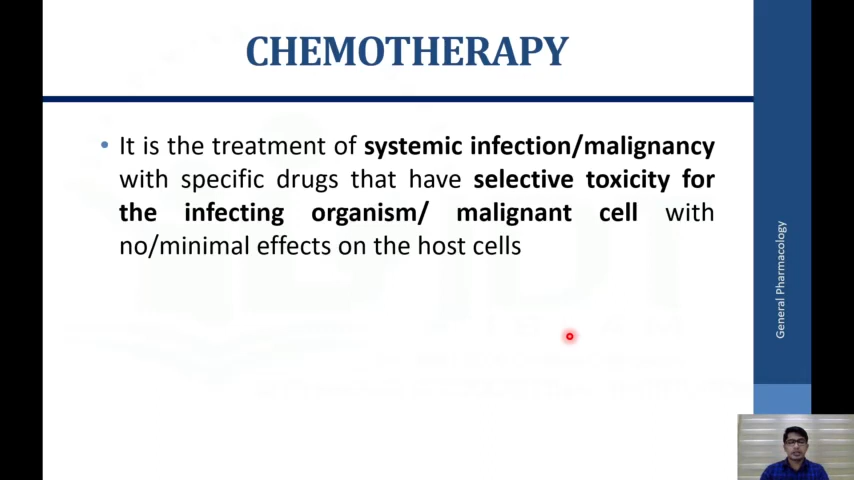 CHEMOTHERAPY
• It is the treatment of systemic infection/malignancy
with specific drugs that have selective toxicity for
the infecting organism/ malignant cell with
no/minimal effects on the host cells
General Pharmacology